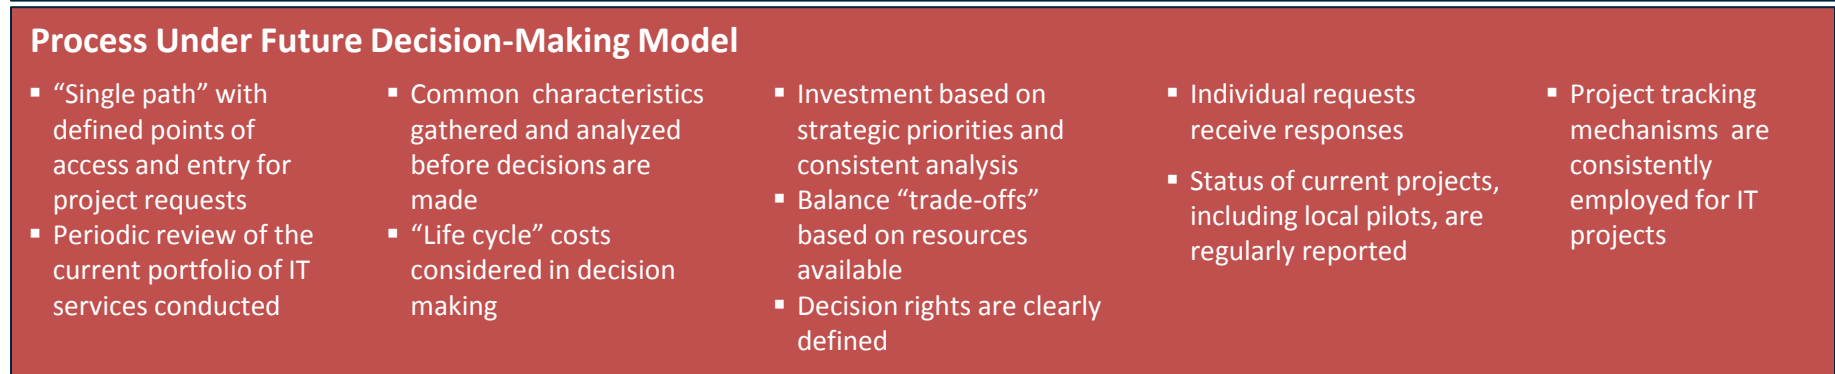 Process Under Future Decision-Making Model
▪ “Single path” with
defined points of
access and entry for
project requests
▪ Periodic review of the
current portfolio of IT
services conducted
▪ Common characteristics
gathered and analyzed
before decisions are
made
▪ “Life cycle” costs
considered in decision
making
▪ Investment based on
strategic priorities and
consistent analysis
▪ Balance “trade-offs”
based on resources
available
▪ Decision rights are clearly
defined
▪ Individual requests
receive responses
▪ Status of current projects,
including local pilots, are
regularly reported
▪ Project tracking
mechanisms are
consistently
employed for IT
projects